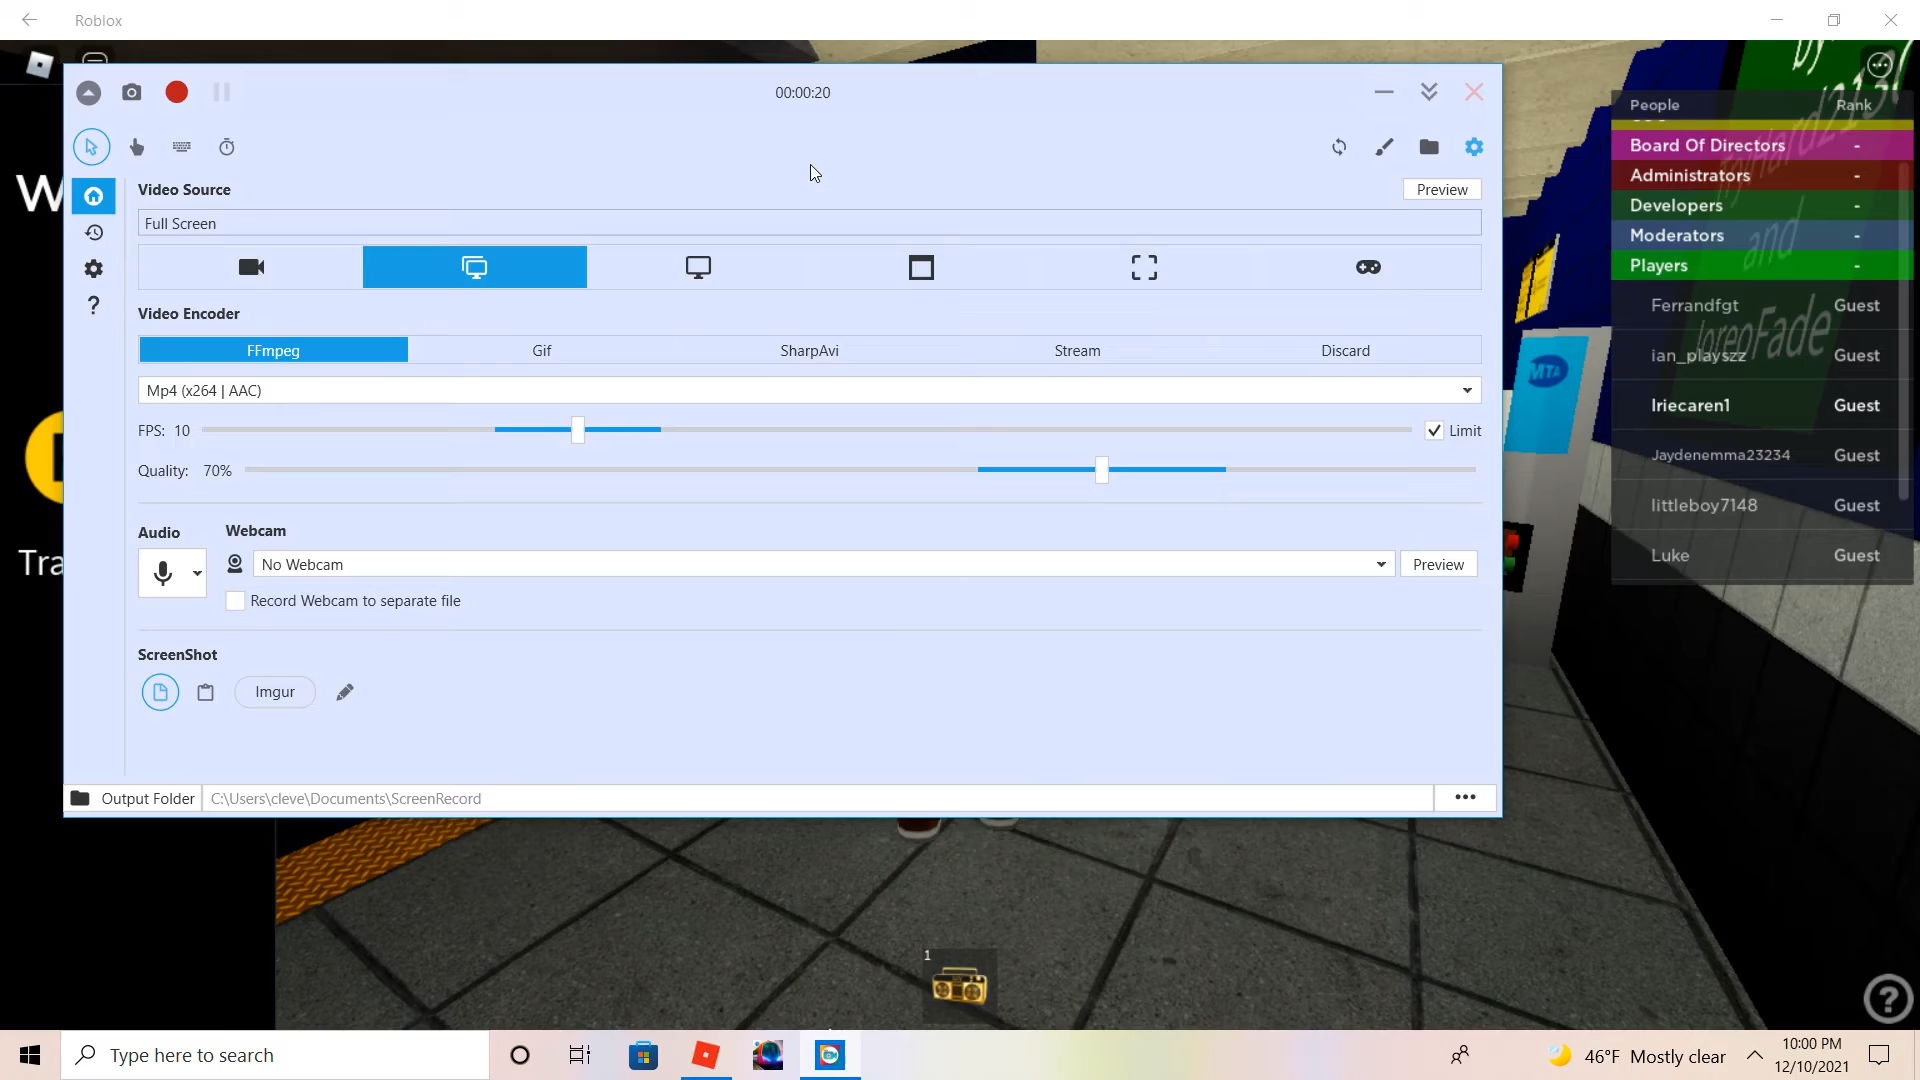 Roblox
00:00:20
Video Source
Preview
Full Screen
Video Encoder
FFmpeg
Gif
SharpAvi
Stream
Discard
Mp4 (x264 | AAC)
FPS: 10
Limit
Quality: 70%
Audio
Webcam
No Webcam
Preview
Record Webcam to separate file
ScreenShot
Imgur
Output Folder
C:\Users\cleve\Documents\ScreenRecord
W
Tra
by
and
loreoFade
MTA
People Rank
Board Of Directors -
Administrators -
Developers -
Moderators -
Players -
Ferrandfgt Guest
ian_playszz Guest
Iriecaren1 Guest
Jaydenemma23234 Guest
littleboy7148 Guest
Luke Guest
1
Type here to search
46°F Mostly clear
10:00 PM
12/10/2021